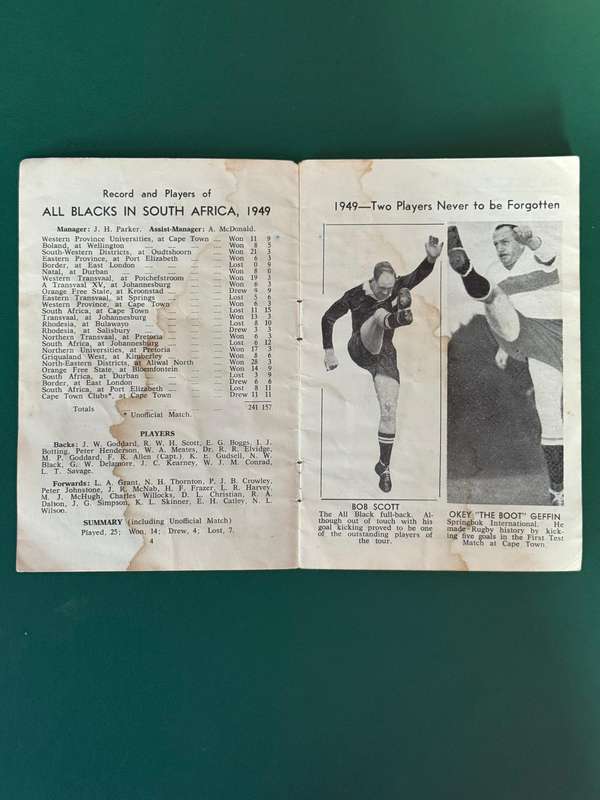 Record and Players of
ALL BLACKS IN SOUTH AFRICA, 1949
Manager: J. H. Parker. Assist-Manager: A. McDonald.
Western Province Universities, at Cape Town ... Won 11 9
Boland, at Wellington ... Won 8 5
South-Western Districts, at Oudtshoorn ... Won 21 3
Eastern Province, at Port Elizabeth ... Won 6 3
Border, at East London ... Lost 0 9
Natal, at Durban ... Won 8 0
Western Transvaal, at Potchefstroom ... Won 19 3
A Transvaal XV, at Johannesburg ... Won 6 3
Orange Free State, at Kroonstad ... Drew 9 9
Eastern Transvaal, at Springs ... Lost 5 6
Western Province, at Cape Town ... Won 6 3
South Africa, at Cape Town ... Lost 11 15
Transvaal, at Johannesburg ... Won 13 3
Rhodesia, at Bulawayo ... Lost 8 10
Rhodesia, at Salisbury ... Drew 3 3
Northern Transvaal, at Pretoria ... Won 6 3
South Africa, at Johannesburg ... Lost 6 12
Northern Universities, at Pretoria ... Won 17 3
Griqualand West, at Kimberley ... Won 8 6
North-Eastern Districts, at Aliwal North ... Won 28 3
Orange Free State, at Bloemfontein ... Won 14 9
South Africa, at Durban ... Lost 3 9
Border, at East London ... Drew 6 6
South Africa, at Port Elizabeth ... Lost 8 11
Cape Town Clubs*, at Cape Town ... Drew 11 11
Totals ... 241 157
* Unofficial Match.
PLAYERS
Backs: J. W. Goddard, R. W. H. Scott, E. G. Boggs, I. J.
Botting, Peter Henderson, W. A. Meates, Dr. R. R. Elvidge,
M. P. Goddard, F. R. Allen (Capt.), K. E. Gudsell, N. W.
Black, G. W. Delamore, J. C. Kearney, W. J. M. Conrad,
L. T. Savage.
Forwards: L. A. Grant, N. H. Thornton, P. J. B. Crowley,
Peter Johnstone, J. R. McNab, H. F. Frazer, L. R. Harvey,
M. J. McHugh, Charles Willocks, D. L. Christian, R. A.
Dalton, J. G. Simpson, K. L. Skinner, E. H. Catley, N. L.
Wilson.
SUMMARY (including Unofficial Match)
Played, 25; Won, 14; Drew, 4; Lost, 7.
4
1949—Two Players Never to be Forgotten
BOB SCOTT
The All Black full-back. Al-
though out of touch with his
goal kicking proved to be one
of the outstanding players of
the tour.
OKEY "THE BOOT" GEFFIN
Springbok International. He
made Rugby history by kick-
ing five goals in the First Test
Match at Cape Town.